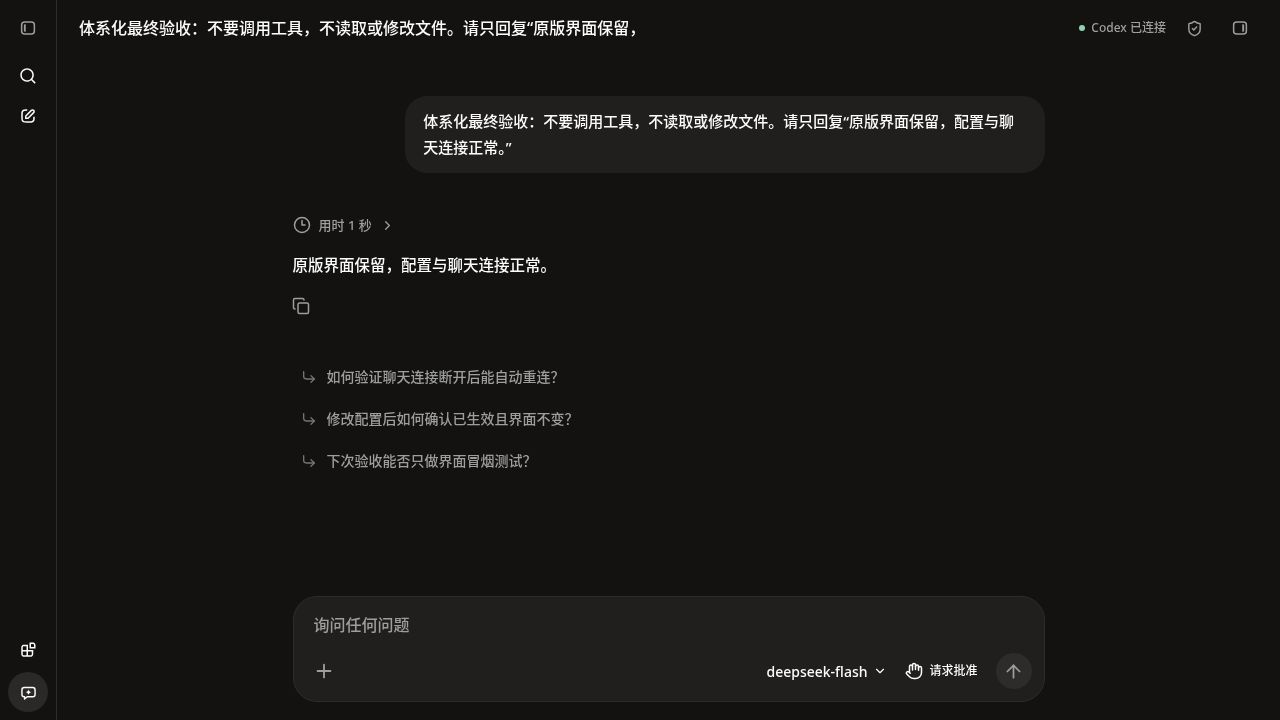 体系化最终验收：不要调用工具，不读取或修改文件。请只回复“原版界面保留，
Codex 已连接
体系化最终验收：不要调用工具，不读取或修改文件。请只回复“原版界面保留，配置与聊
天连接正常。”
用时 1 秒
原版界面保留，配置与聊天连接正常。
如何验证聊天连接断开后能自动重连？
修改配置后如何确认已生效且界面不变？
下次验收能否只做界面冒烟测试？
询问任何问题
deepseek-flash
请求批准